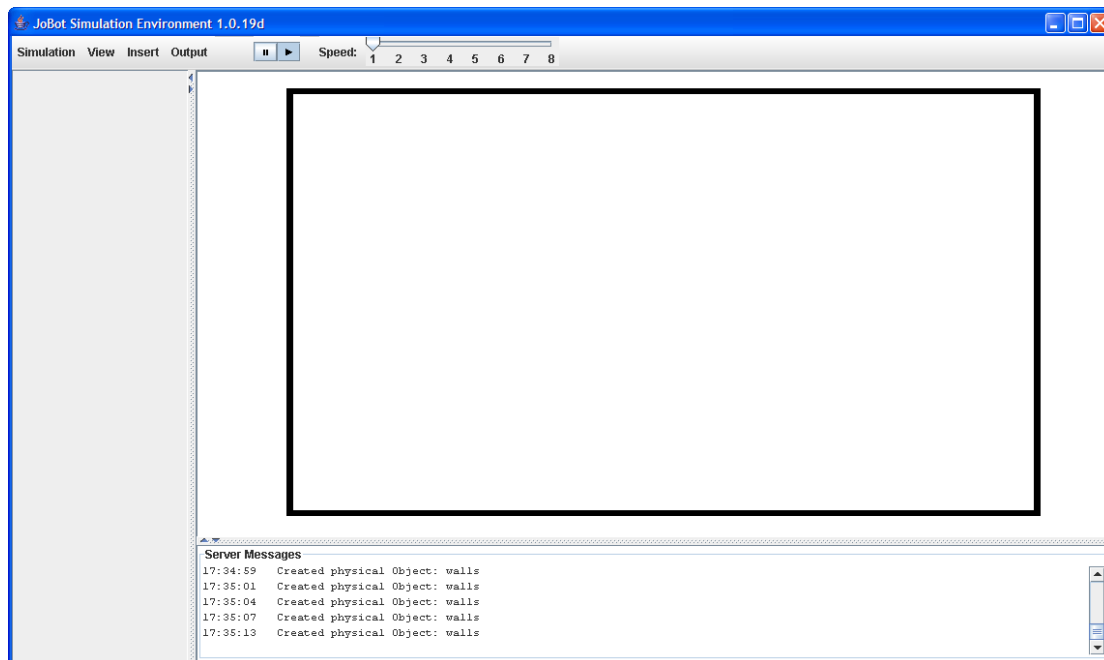 JoBot Simulation Environment 1.0.19d
Simulation View Insert Output Speed:
1 2 3 4 5 6 7 8
Server Messages
17:34:59 Created physical Object: walls
17:35:01 Created physical Object: walls
17:35:04 Created physical Object: walls
17:35:07 Created physical Object: walls
17:35:13 Created physical Object: walls